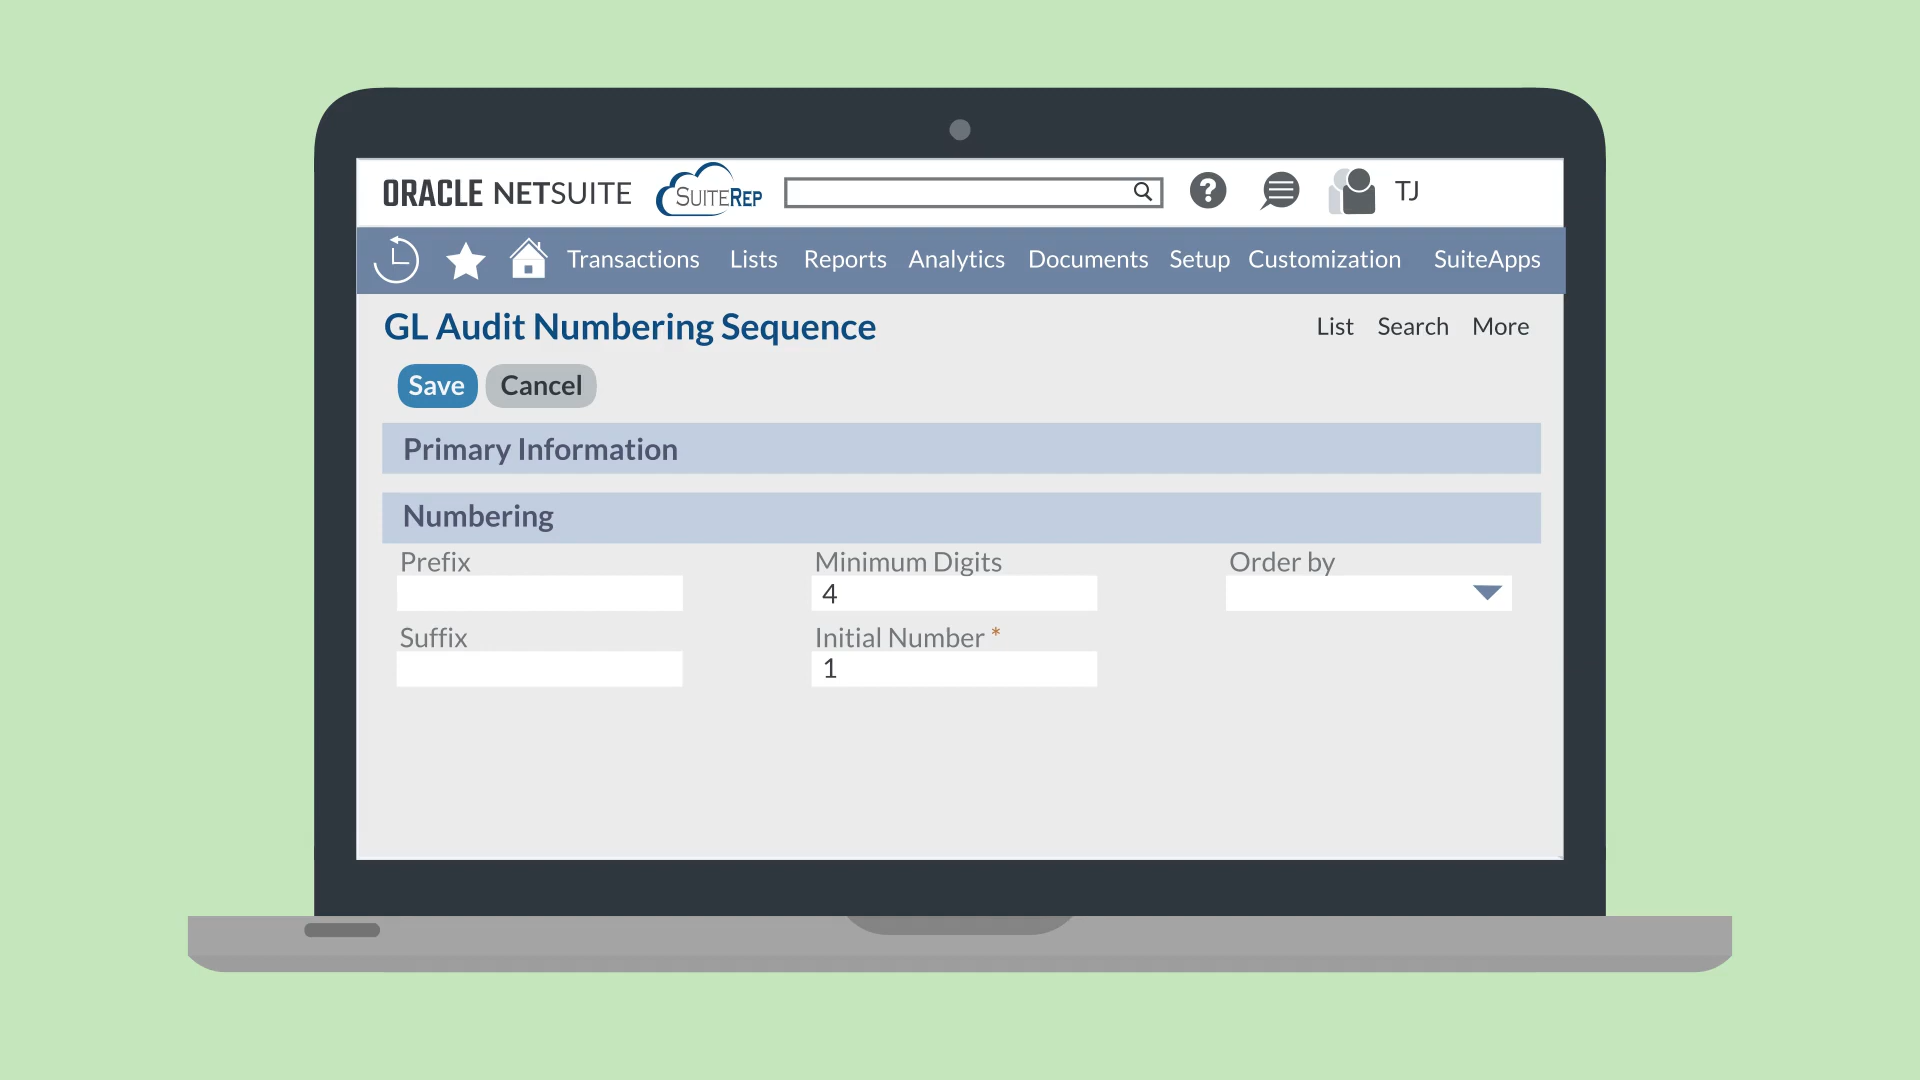 ORACLE NETSUITE SUITEREP ? TJ
Transactions Lists Reports Analytics Documents Setup Customization SuiteApps
GL Audit Numbering Sequence List Search More
Save Cancel
Primary Information
Numbering
Prefix Minimum Digits Order by
4
Suffix Initial Number *
1